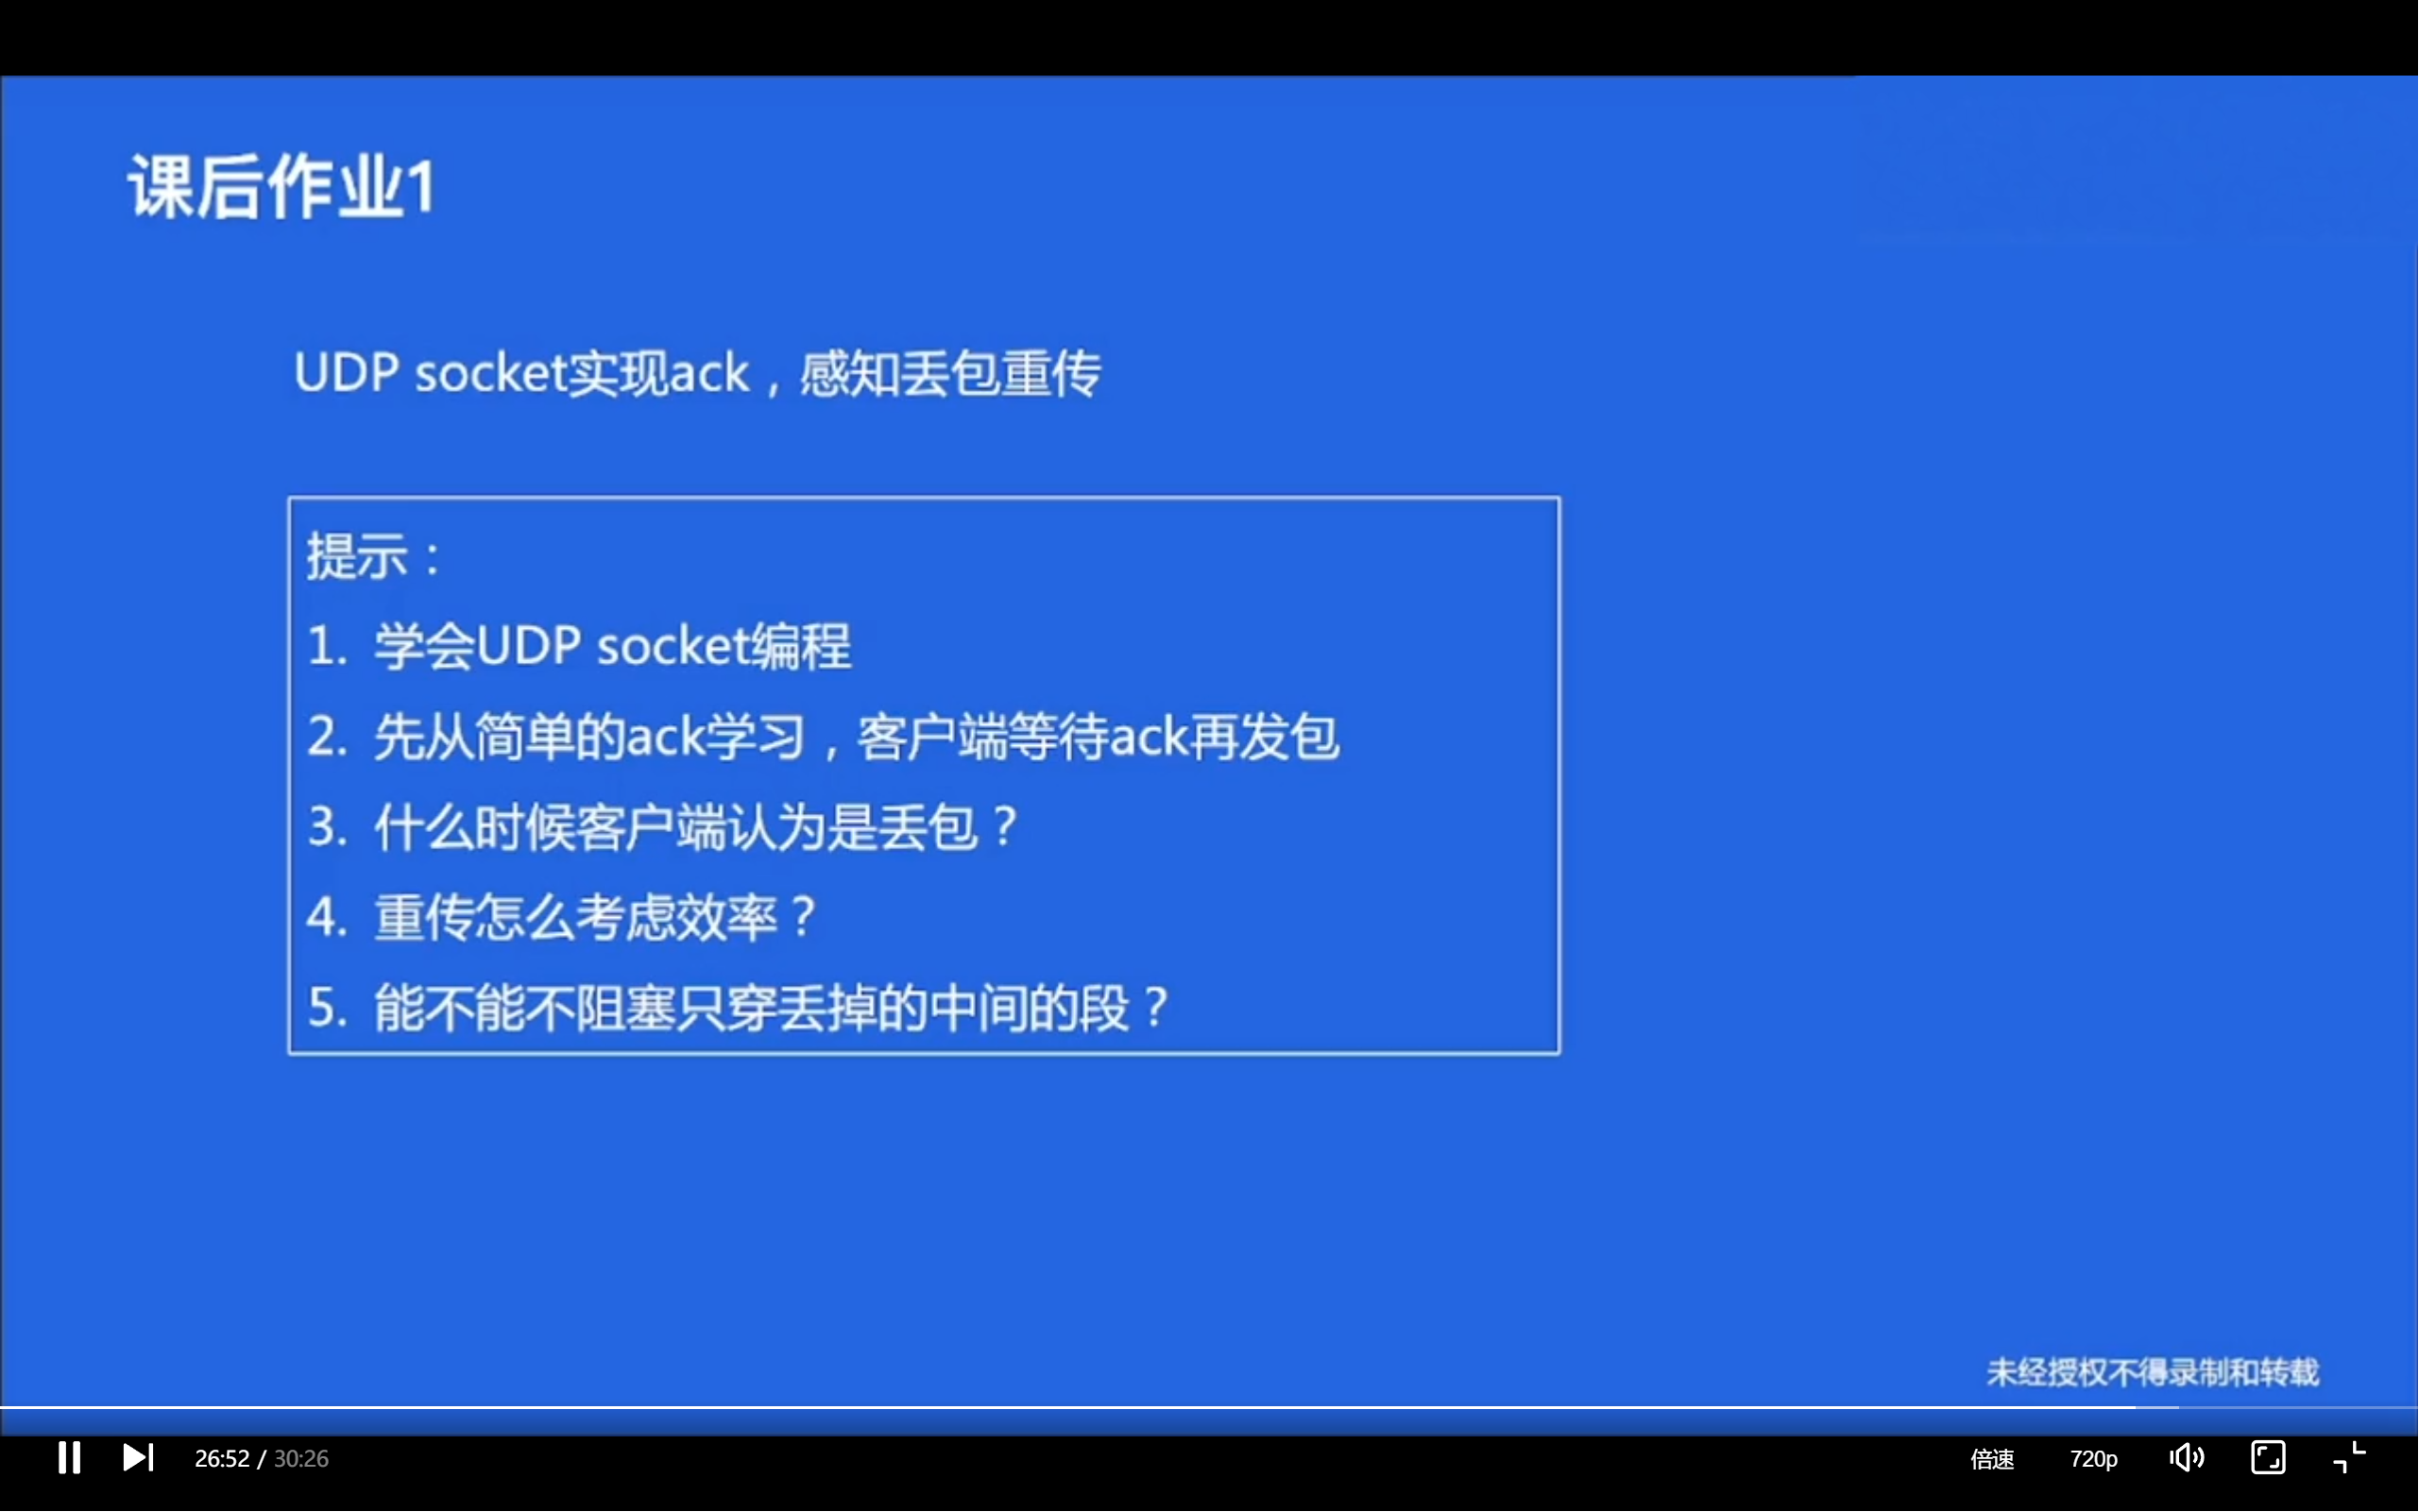 课后作业1
UDP socket实现ack，感知丢包重传
提示：
1. 学会UDP socket编程
2. 先从简单的ack学习，客户端等待ack再发包
3. 什么时候客户端认为是丢包？
4. 重传怎么考虑效率？
5. 能不能不阻塞只穿丢掉的中间的段？
未经授权不得录制和转载
26:52 / 30:26
倍速
720p